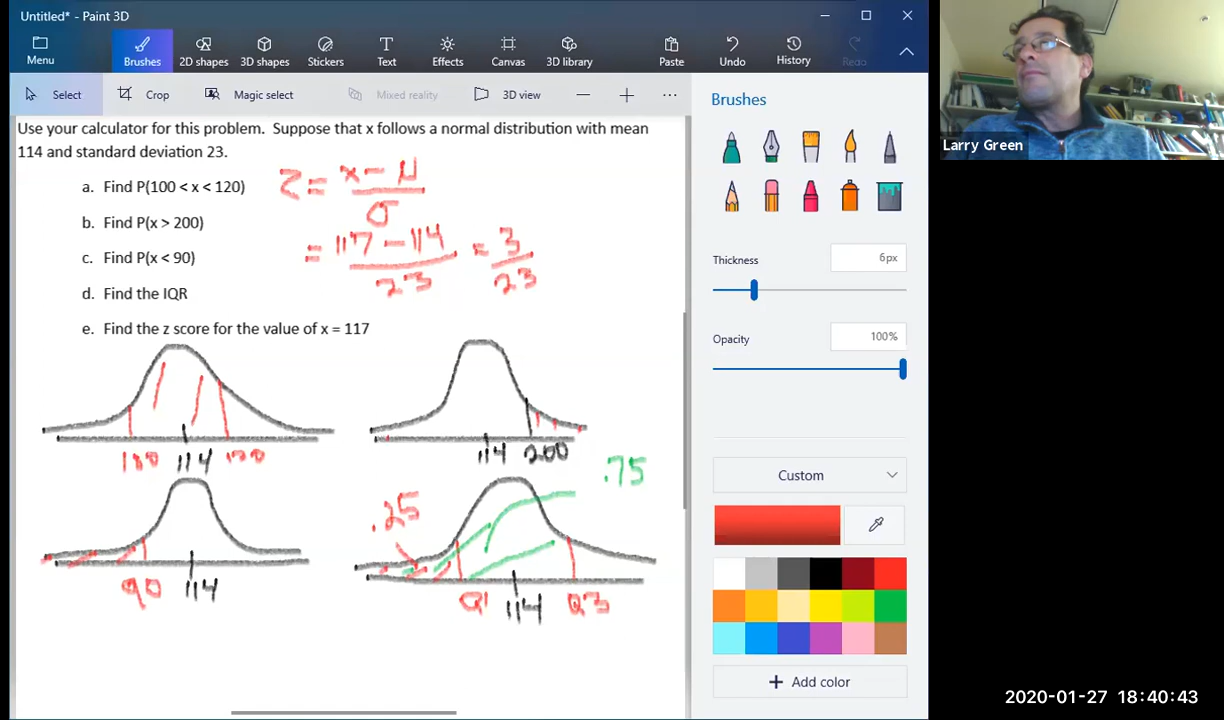 Untitled* - Paint 3D
Menu
Brushes
2D shapes
3D shapes
Stickers
Text
Effects
Canvas
3D library
Paste
Undo
History
Redo
Select
Crop
Magic select
Mixed reality
3D view
Use your calculator for this problem. Suppose that x follows a normal distribution with mean
114 and standard deviation 23.
a. Find P(100 < x < 120)
b. Find P(x > 200)
c. Find P(x < 90)
d. Find the IQR
e. Find the z score for the value of x = 117
z = x - μ
σ
= 117 - 114 = 3
23 23
100 114 120
114 200
.75
.25
90 114
Q1 114 Q3
Brushes
Thickness
6px
Opacity
100%
Custom
+ Add color
Larry Green
2020-01-27 18:40:43